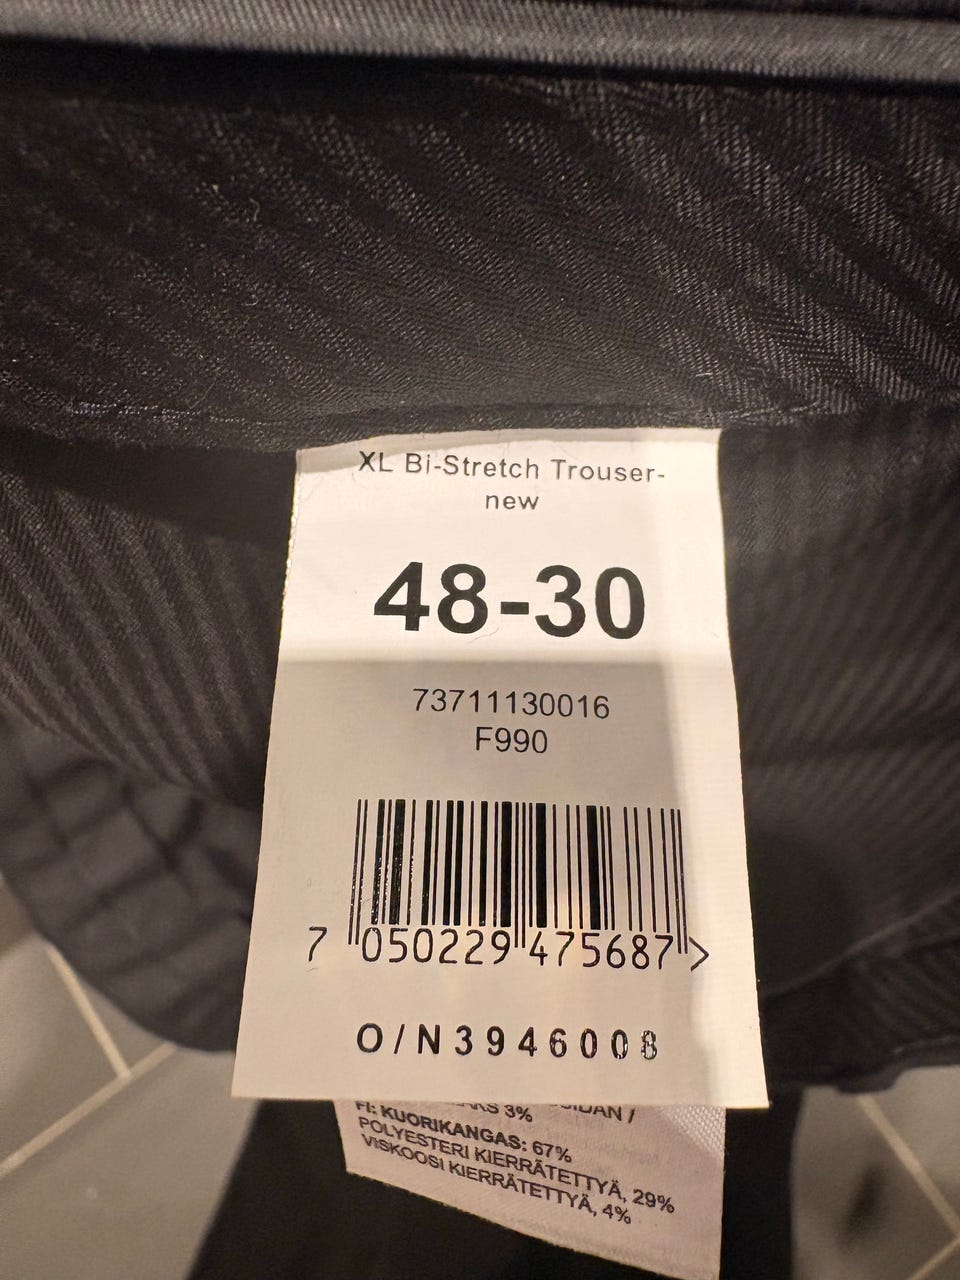 XL Bi-Stretch Trouser-
new
48-30
73711130016
F990
7 050229 475687 >
O/N3946008
3%
FI: KUORIKANGAS: 67%
POLYESTERI KIERRÄTETTYÄ, 29%
VISKOOSI KIERRÄTETTYÄ, 4%